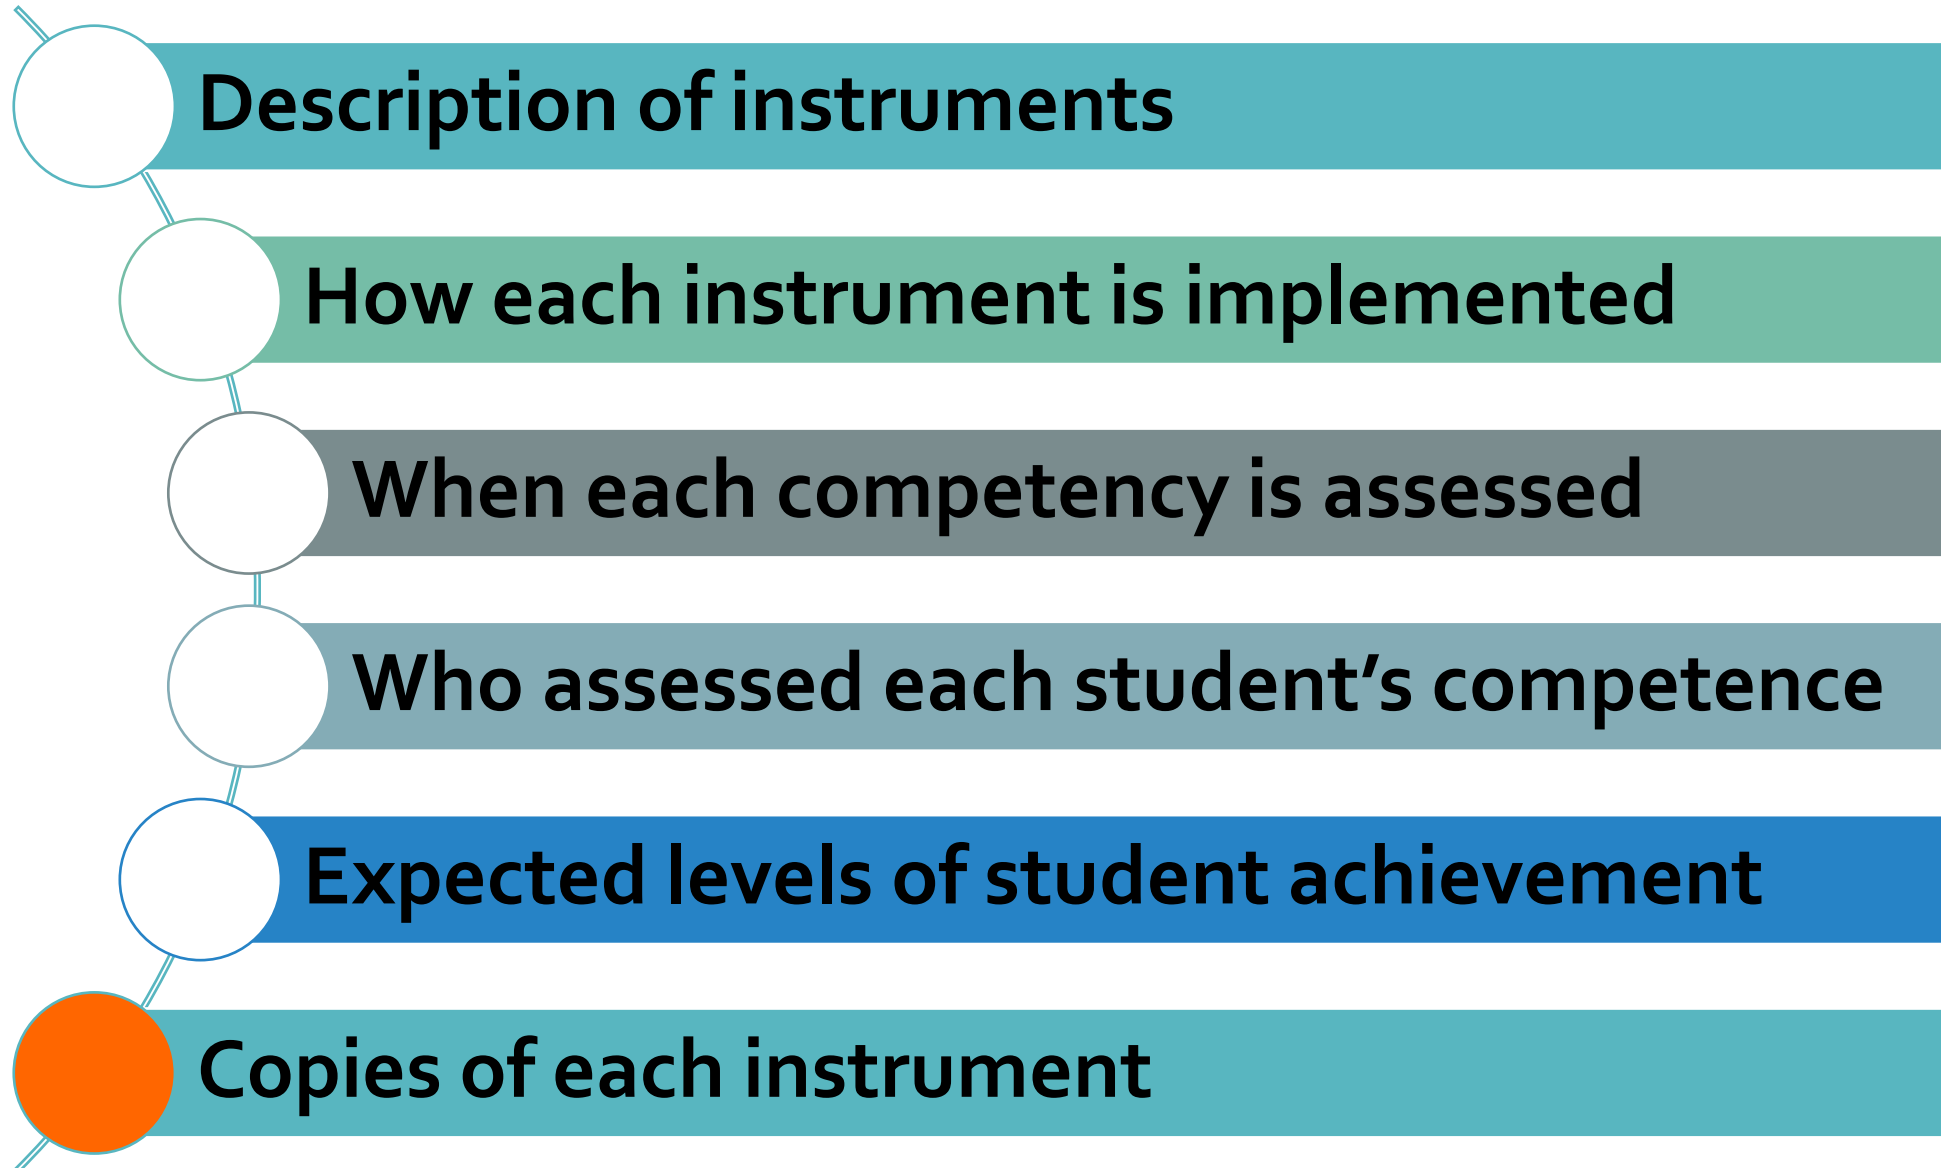 Description of instruments
How each instrument is implemented
When each competency is assessed
Who assessed each student’s competence
Expected levels of student achievement
Copies of each instrument